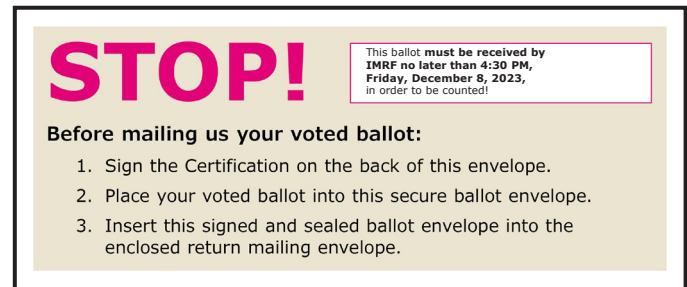 STOP!
This ballot must be received by
IMRF no later than 4:30 PM,
Friday, December 8, 2023,
in order to be counted!
Before mailing us your voted ballot:
1. Sign the Certification on the back of this envelope.
2. Place your voted ballot into this secure ballot envelope.
3. Insert this signed and sealed ballot envelope into the
enclosed return mailing envelope.